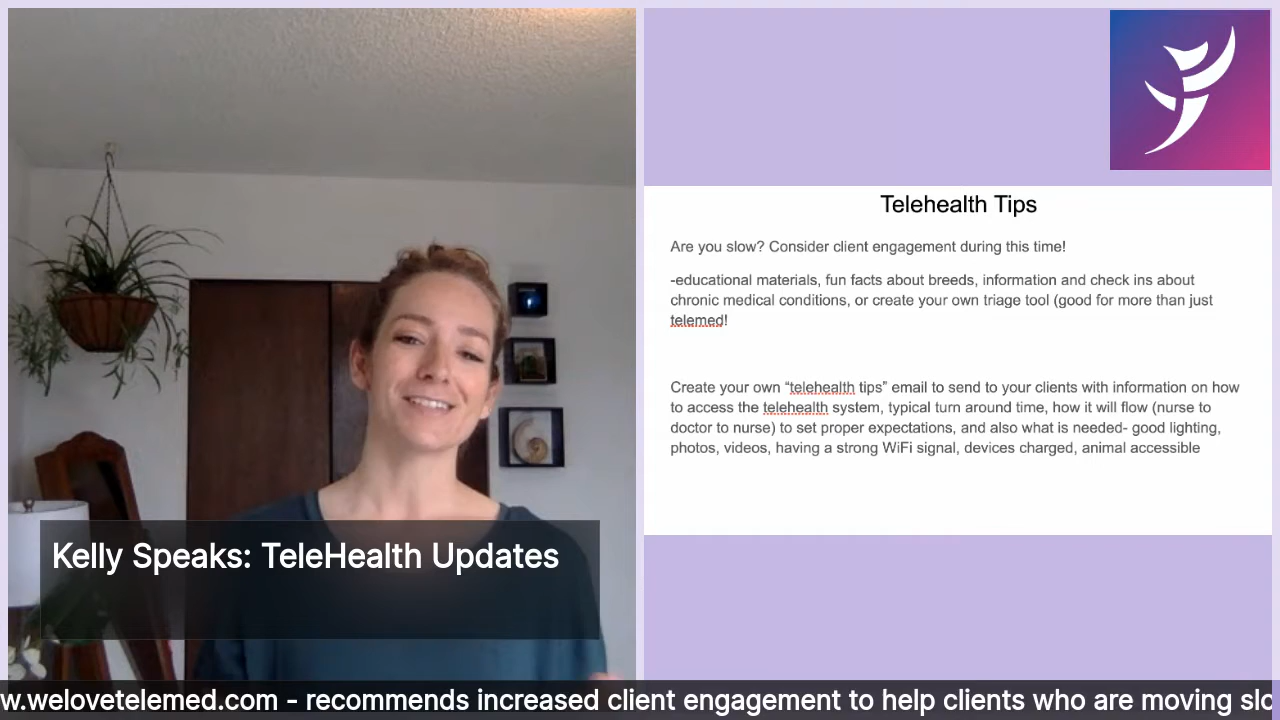 Telehealth Tips
Are you slow? Consider client engagement during this time!
-educational materials, fun facts about breeds, information and check ins about
chronic medical conditions, or create your own triage tool (good for more than just
telemed!
Create your own “telehealth tips” email to send to your clients with information on how
to access the telehealth system, typical turn around time, how it will flow (nurse to
doctor to nurse) to set proper expectations, and also what is needed- good lighting,
photos, videos, having a strong WiFi signal, devices charged, animal accessible
Kelly Speaks: TeleHealth Updates
w.welovetelemed.com - recommends increased client engagement to help clients who are moving